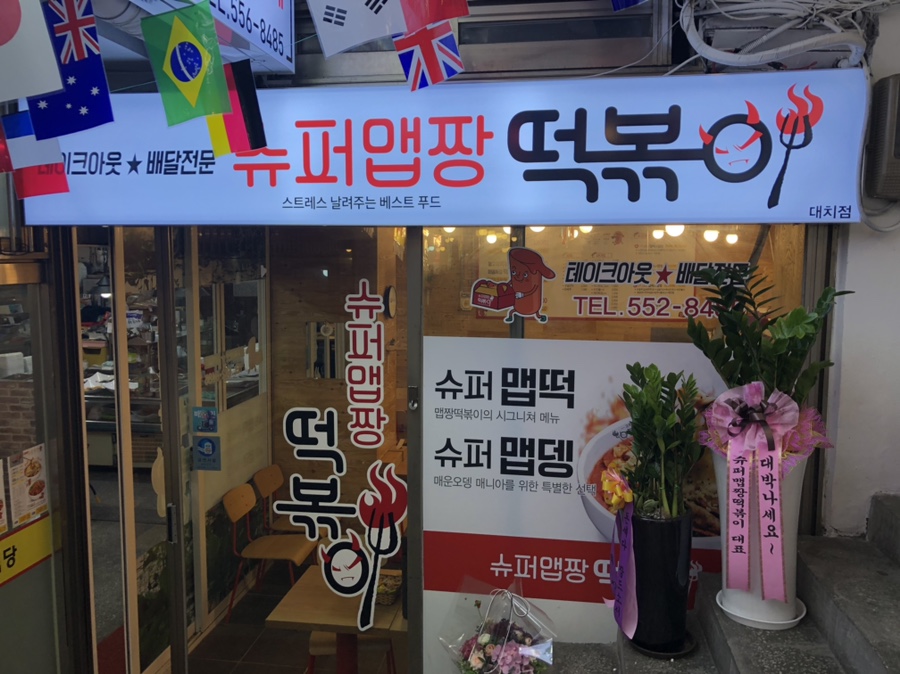 TEL.556-8485
테이크아웃★배달전문
슈퍼맵짱 떡볶이
스트레스 날려주는 베스트 푸드
대치점
테이크아웃★배달전문
TEL.552-84
슈퍼맵짱
떡볶이
슈퍼 맵떡
맵짱떡볶이의 시그니쳐 메뉴
슈퍼 맵뎅
매운오뎅 매니아를 위한 특별한 선택
슈퍼맵짱
대박나세요~
슈퍼맵짱떡볶이 대표
당